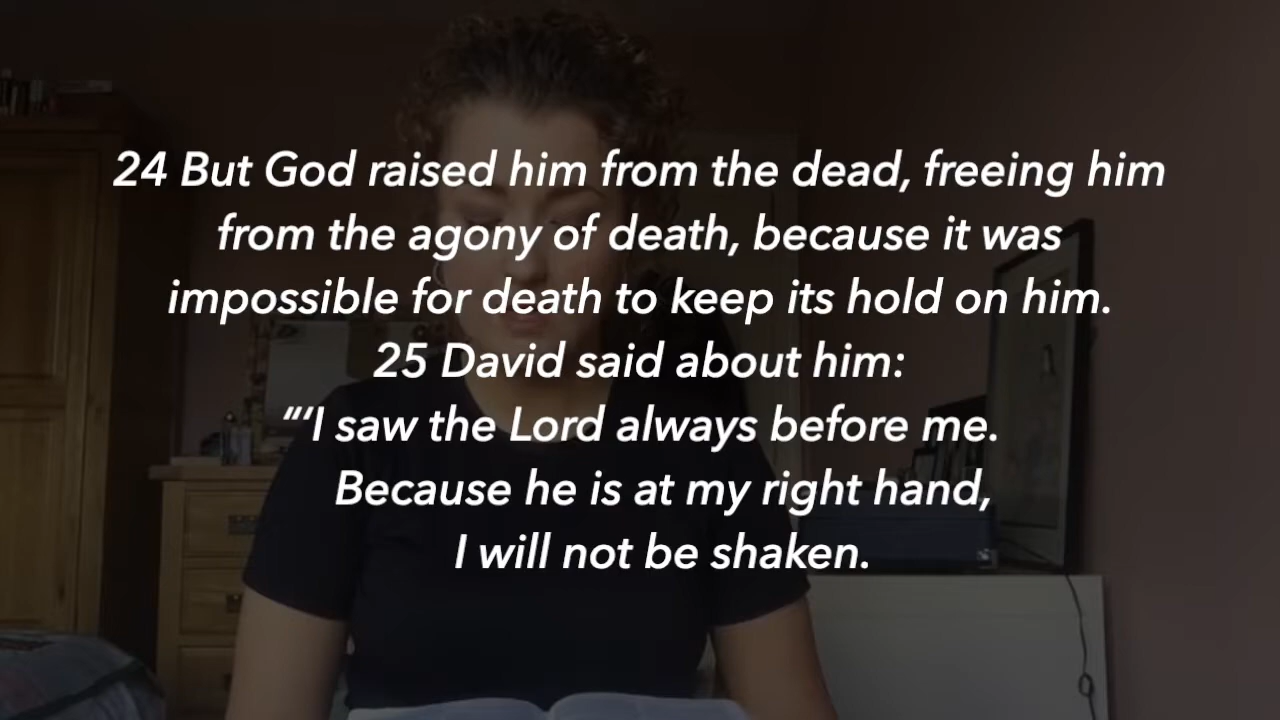 24 But God raised him from the dead, freeing him
from the agony of death, because it was
impossible for death to keep its hold on him.
25 David said about him:
“‘I saw the Lord always before me.
Because he is at my right hand,
I will not be shaken.